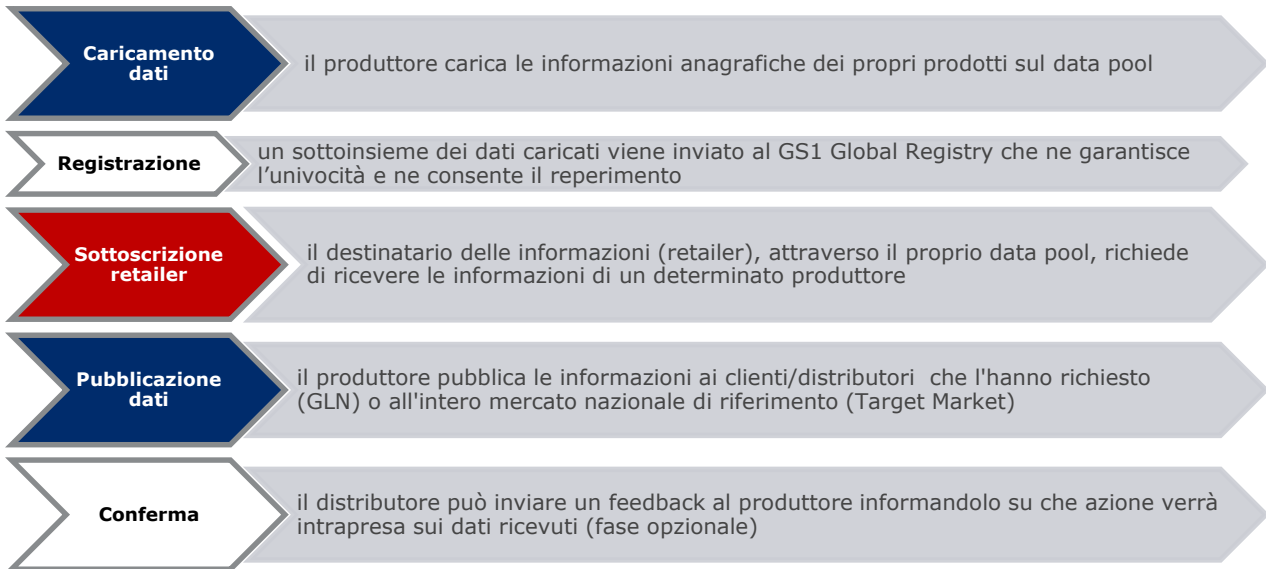 Caricamento
dati
il produttore carica le informazioni anagrafiche dei propri prodotti sul data pool
Registrazione
un sottoinsieme dei dati caricati viene inviato al GS1 Global Registry che ne garantisce
l’univocità e ne consente il reperimento
Sottoscrizione
retailer
il destinatario delle informazioni (retailer), attraverso il proprio data pool, richiede
di ricevere le informazioni di un determinato produttore
Pubblicazione
dati
il produttore pubblica le informazioni ai clienti/distributori che l'hanno richiesto
(GLN) o all'intero mercato nazionale di riferimento (Target Market)
Conferma
il distributore può inviare un feedback al produttore informandolo su che azione verrà
intrapresa sui dati ricevuti (fase opzionale)